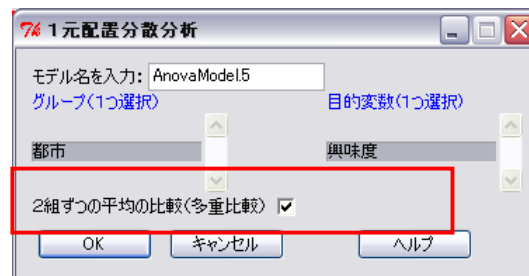 1元配置分散分析
モデル名を入力: AnovaModel.5
グループ(1つ選択) 目的変数(1つ選択)
都市 興味度
2組ずつの平均の比較(多重比較)
OK キャンセル ヘルプ